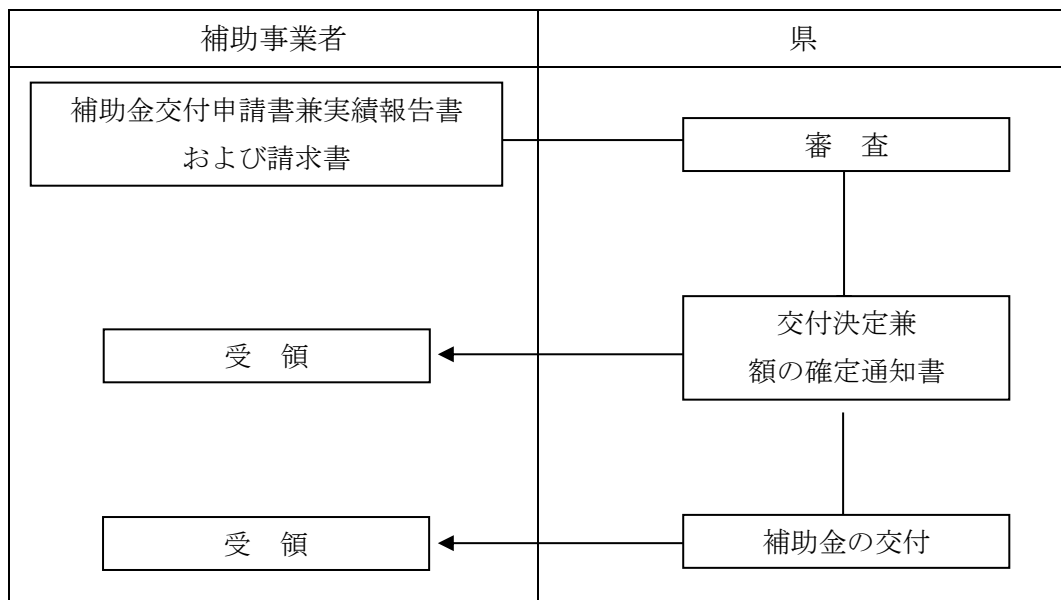 補助事業者
県
補助金交付申請書兼実績報告書
および請求書
審　査
交付決定兼
額の確定通知書
受　領
補助金の交付
受　領